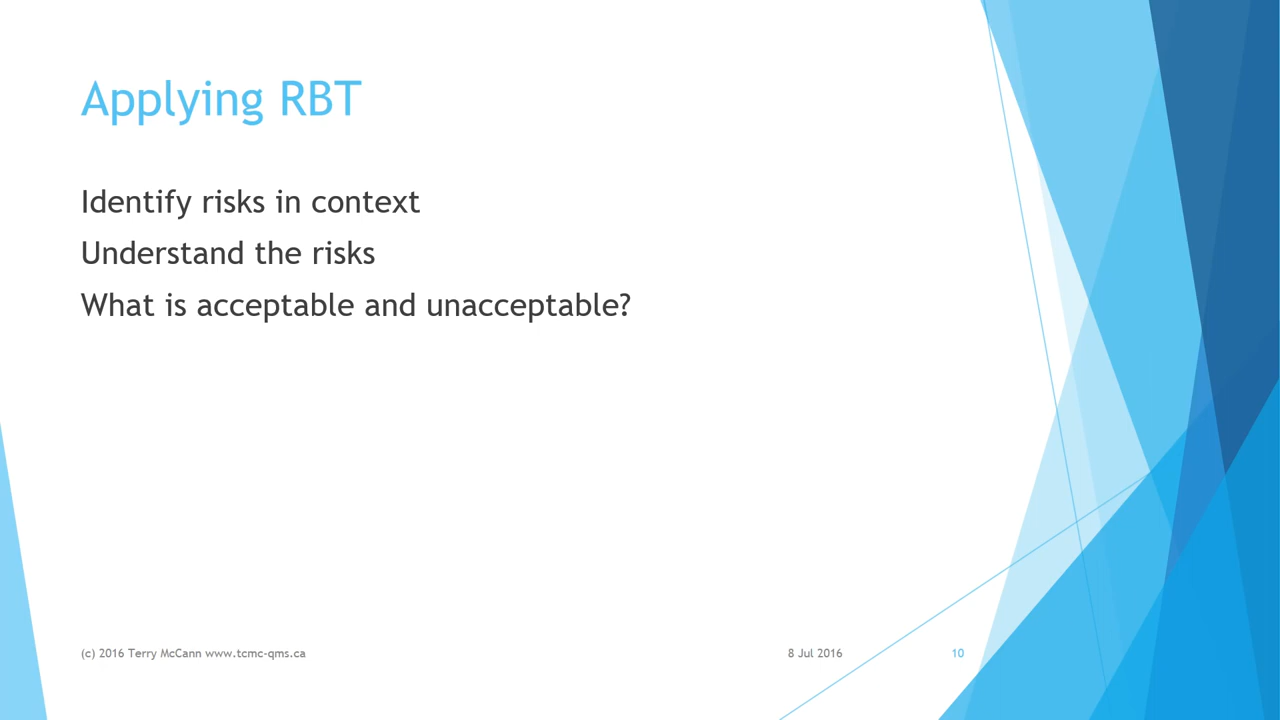 Applying RBT
Identify risks in context
Understand the risks
What is acceptable and unacceptable?
(c) 2016 Terry McCann www.tcmc-qms.ca
8 Jul 2016
10